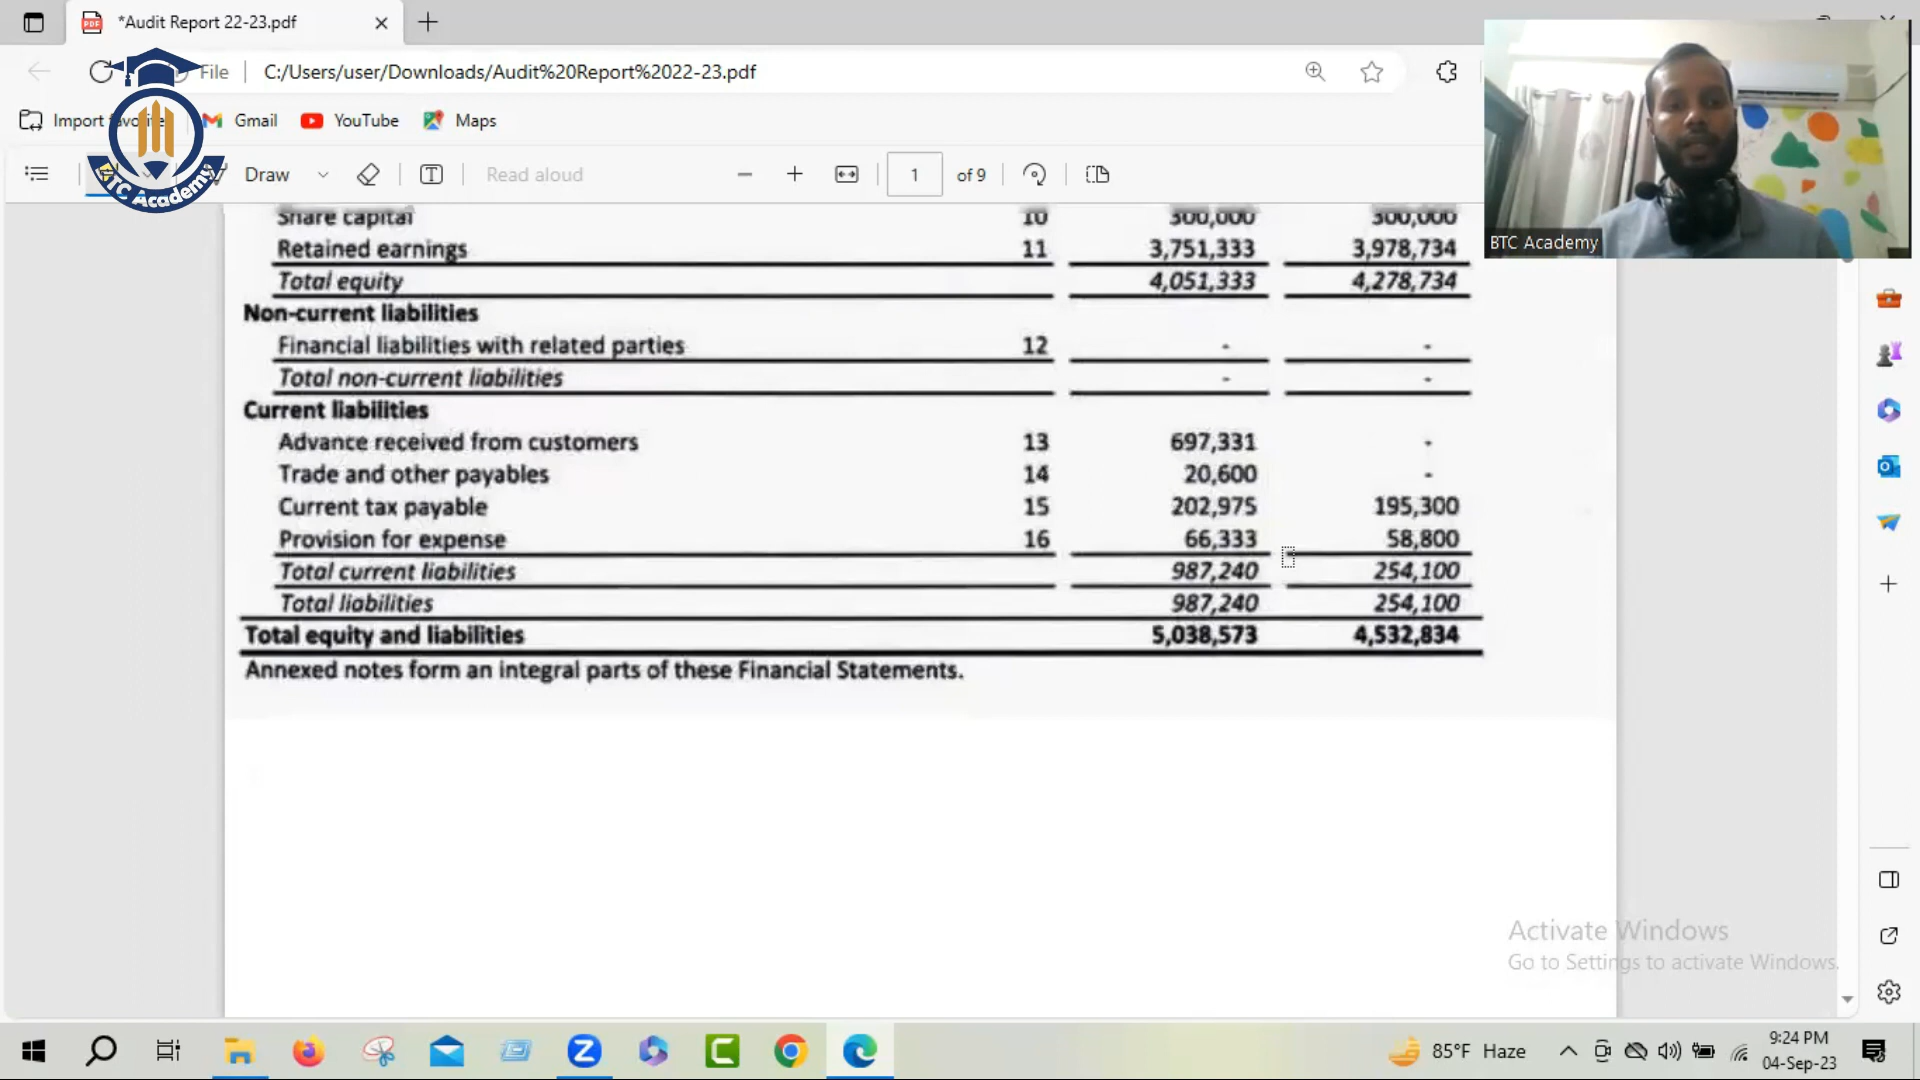 *Audit Report 22-23.pdf
File
C:/Users/user/Downloads/Audit%20Report%2022-23.pdf
Import favorites
Gmail
YouTube
Maps
BTC Academy
Draw
Read aloud
1 of 9
BTC Academy
Share capital 10 300,000 300,000
Retained earnings 11 3,751,333 3,978,734
Total equity 4,051,333 4,278,734
Non-current liabilities
Financial liabilities with related parties 12 - -
Total non-current liabilities - -
Current liabilities
Advance received from customers 13 697,331 -
Trade and other payables 14 20,600 -
Current tax payable 15 202,975 195,300
Provision for expense 16 66,333 58,800
Total current liabilities 987,240 254,100
Total liabilities 987,240 254,100
Total equity and liabilities 5,038,573 4,532,834
Annexed notes form an integral parts of these Financial Statements.
Activate Windows
Go to Settings to activate Windows.
85°F Haze
9:24 PM
04-Sep-23